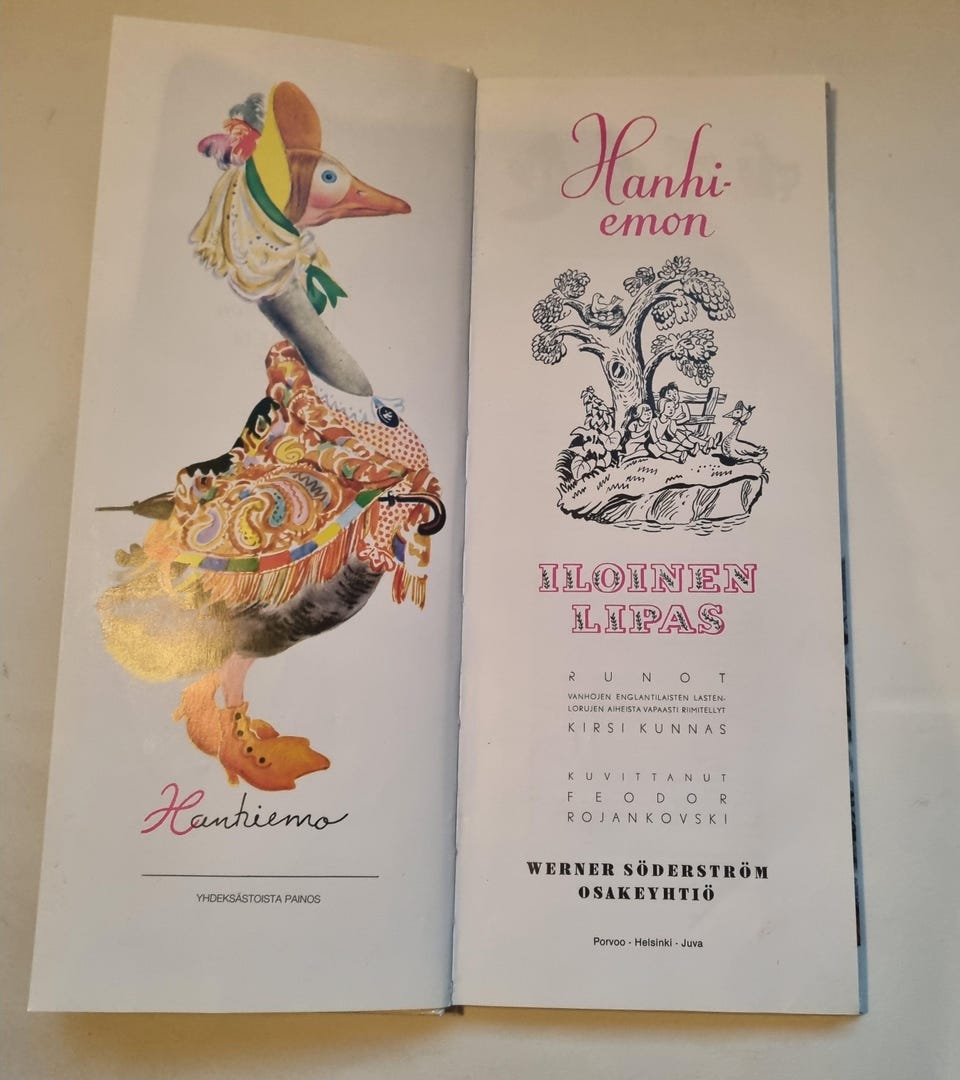 Hankiemo
YHDEKSÄSTOISTA PAINOS
Hanhi-
emon
ILOINEN
LIPAS
RUNOT
VANHOJEN ENGLANTILAISTEN LASTEN-
LORUJEN AIHEISTA VAPAASTI RIIMITELLYT
KIRSI KUNNAS
KUVITTANUT
FEODOR
ROJANKOVSKI
WERNER SÖDERSTRÖM
OSAKEYHTIÖ
Porvoo - Helsinki - Juva